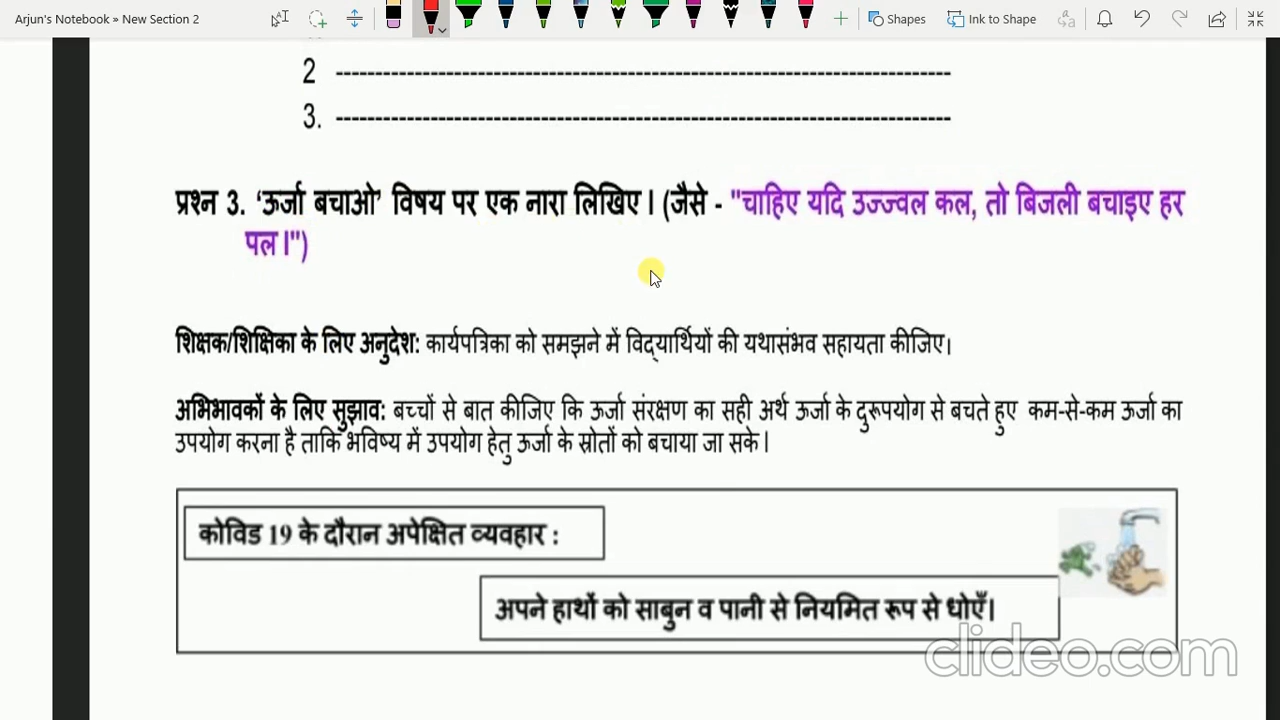 Arjun's Notebook » New Section 2
Shapes
Ink to Shape
2 --------------------------------------------------------------------------------
3. --------------------------------------------------------------------------------
प्रश्न 3. ‘ऊर्जा बचाओ’ विषय पर एक नारा लिखिए । (जैसे - "चाहिए यदि उज्ज्वल कल, तो बिजली बचाइए हर
पल ।")
शिक्षक/शिक्षिका के लिए अनुदेश: कार्यपत्रिका को समझने में विद्यार्थियों की यथासंभव सहायता कीजिए।
अभिभावकों के लिए सुझाव: बच्चों से बात कीजिए कि ऊर्जा संरक्षण का सही अर्थ ऊर्जा के दुरूपयोग से बचते हुए कम-से-कम ऊर्जा का
उपयोग करना है ताकि भविष्य में उपयोग हेतु ऊर्जा के स्रोतों को बचाया जा सके ।
कोविड 19 के दौरान अपेक्षित व्यवहार :
अपने हाथों को साबुन व पानी से नियमित रूप से धोएँ।
clideo.com